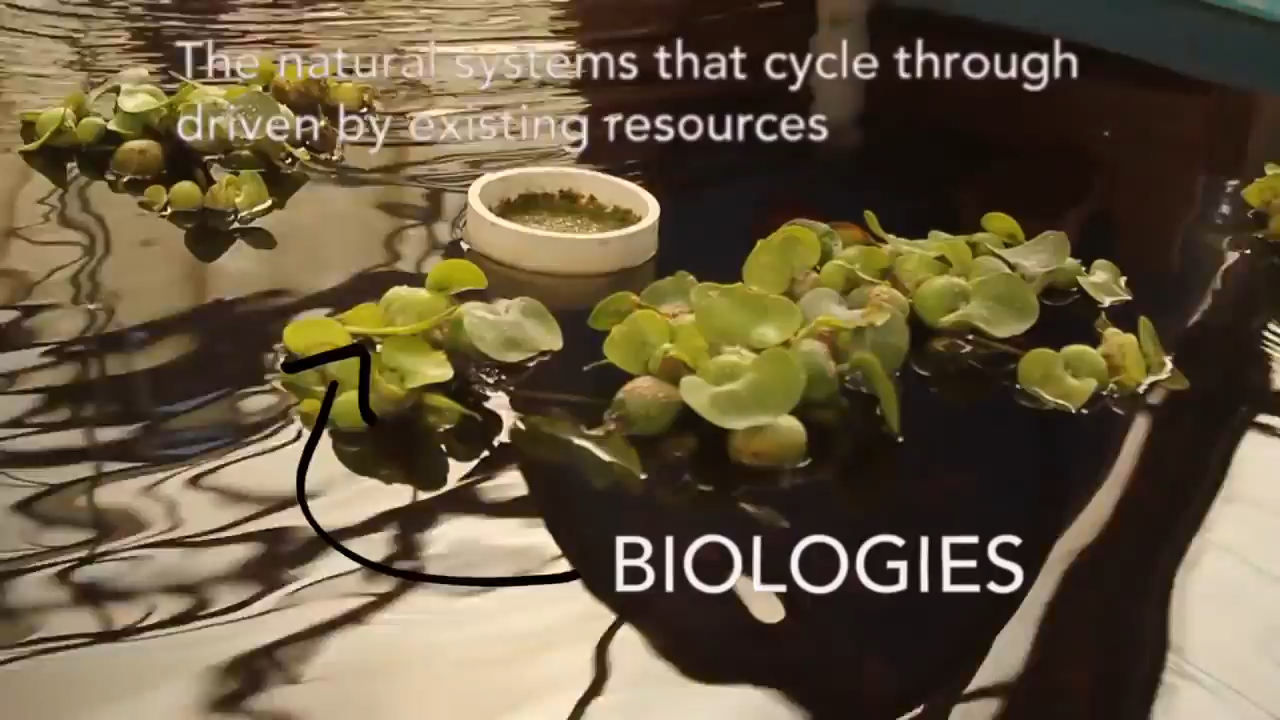 The natural systems that cycle through
driven by existing resources
BIOLOGIES